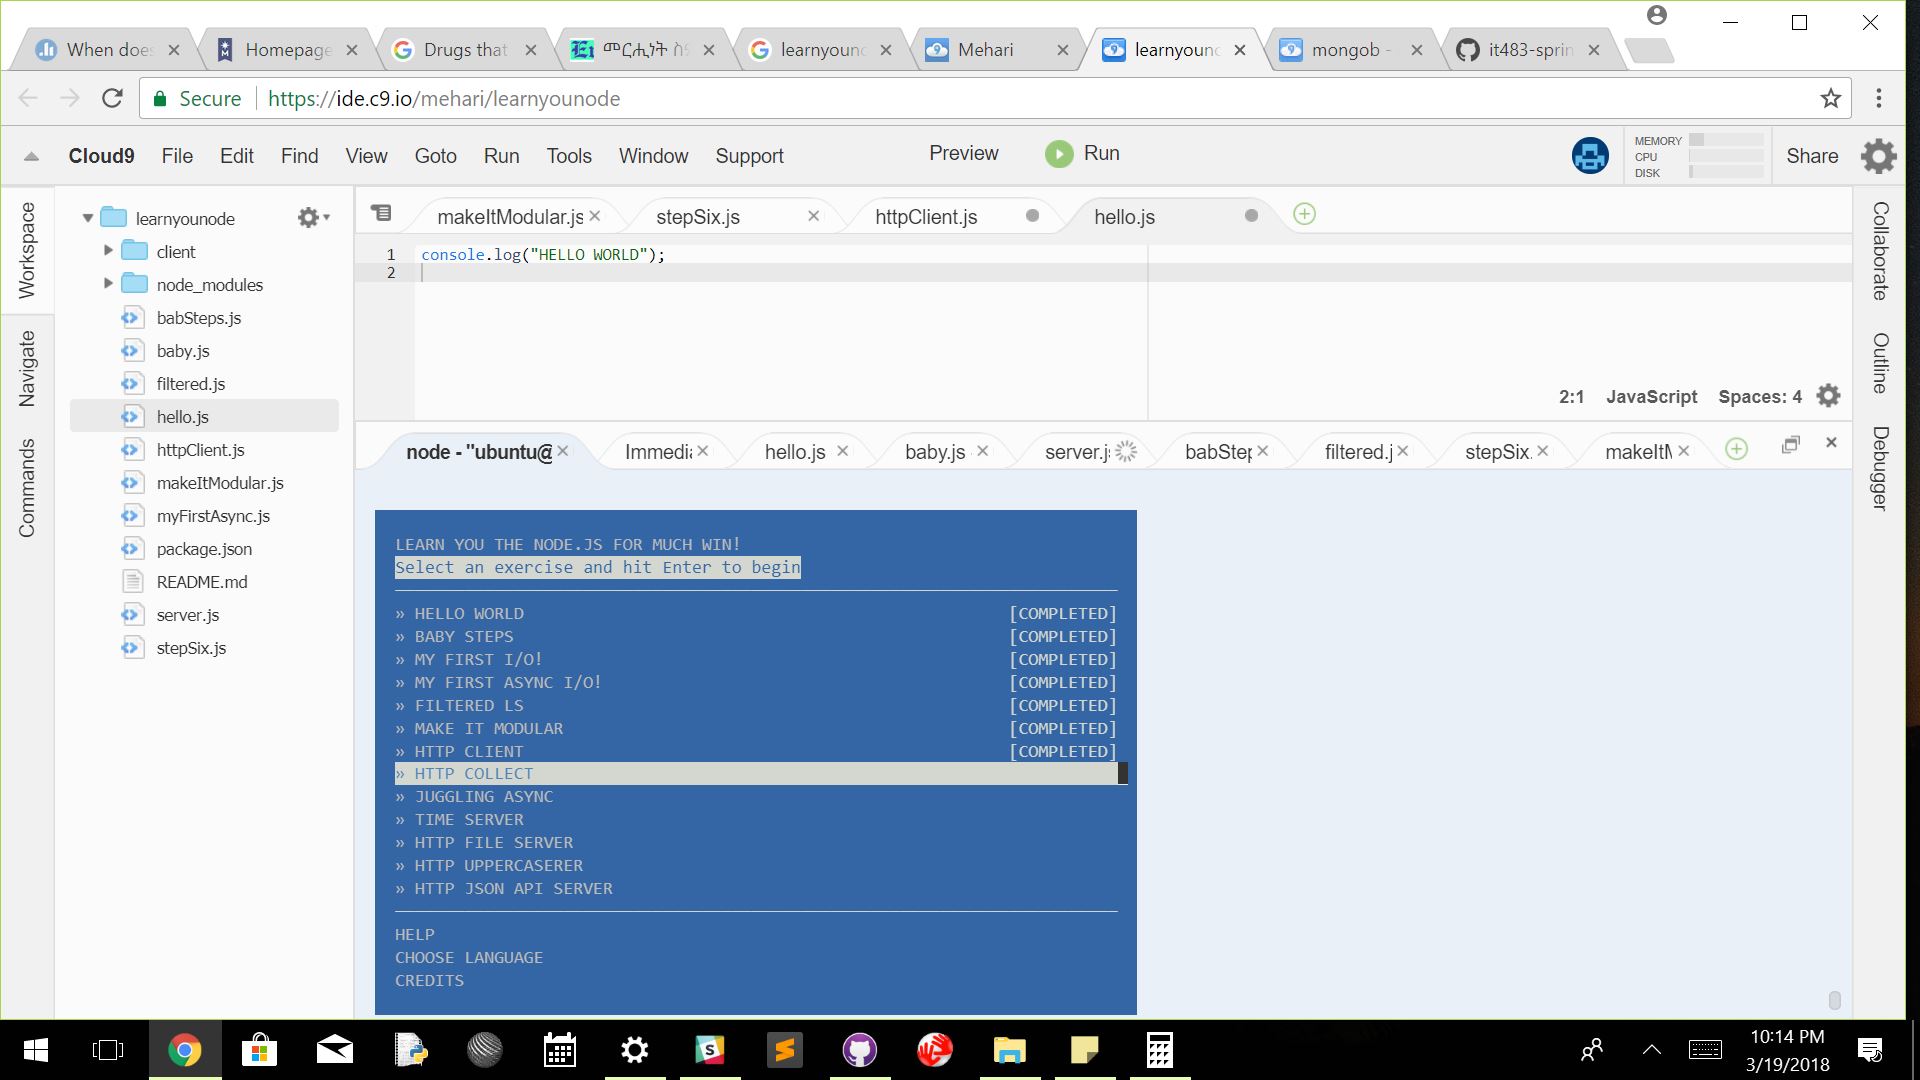 When does
Homepage
Drugs that
መርሒነት
learnyoun
Mehari
learnyoun
mongob -
it483-sprin
Secure
https://ide.c9.io/mehari/learnyounode
Cloud9 File Edit Find View Goto Run Tools Window Support
Preview
Run
MEMORY
CPU
DISK
Share
Workspace
Navigate
Commands
learnyounode
client
node_modules
babSteps.js
baby.js
filtered.js
hello.js
httpClient.js
makeItModular.js
myFirstAsync.js
package.json
README.md
server.js
stepSix.js
makeItModular.js
stepSix.js
httpClient.js
hello.js
1 console.log("HELLO WORLD");
2
2:1 JavaScript Spaces: 4
node - "ubuntu@
Immedi
hello.js
baby.js
server.j
babStep
filtered.j
stepSix.
makeItM
LEARN YOU THE NODE.JS FOR MUCH WIN!
Select an exercise and hit Enter to begin
» HELLO WORLD [COMPLETED]
» BABY STEPS [COMPLETED]
» MY FIRST I/O! [COMPLETED]
» MY FIRST ASYNC I/O! [COMPLETED]
» FILTERED LS [COMPLETED]
» MAKE IT MODULAR [COMPLETED]
» HTTP CLIENT [COMPLETED]
» HTTP COLLECT
» JUGGLING ASYNC
» TIME SERVER
» HTTP FILE SERVER
» HTTP UPPERCASERER
» HTTP JSON API SERVER
HELP
CHOOSE LANGUAGE
CREDITS
Collaborate
Outline
Debugger
10:14 PM
3/19/2018